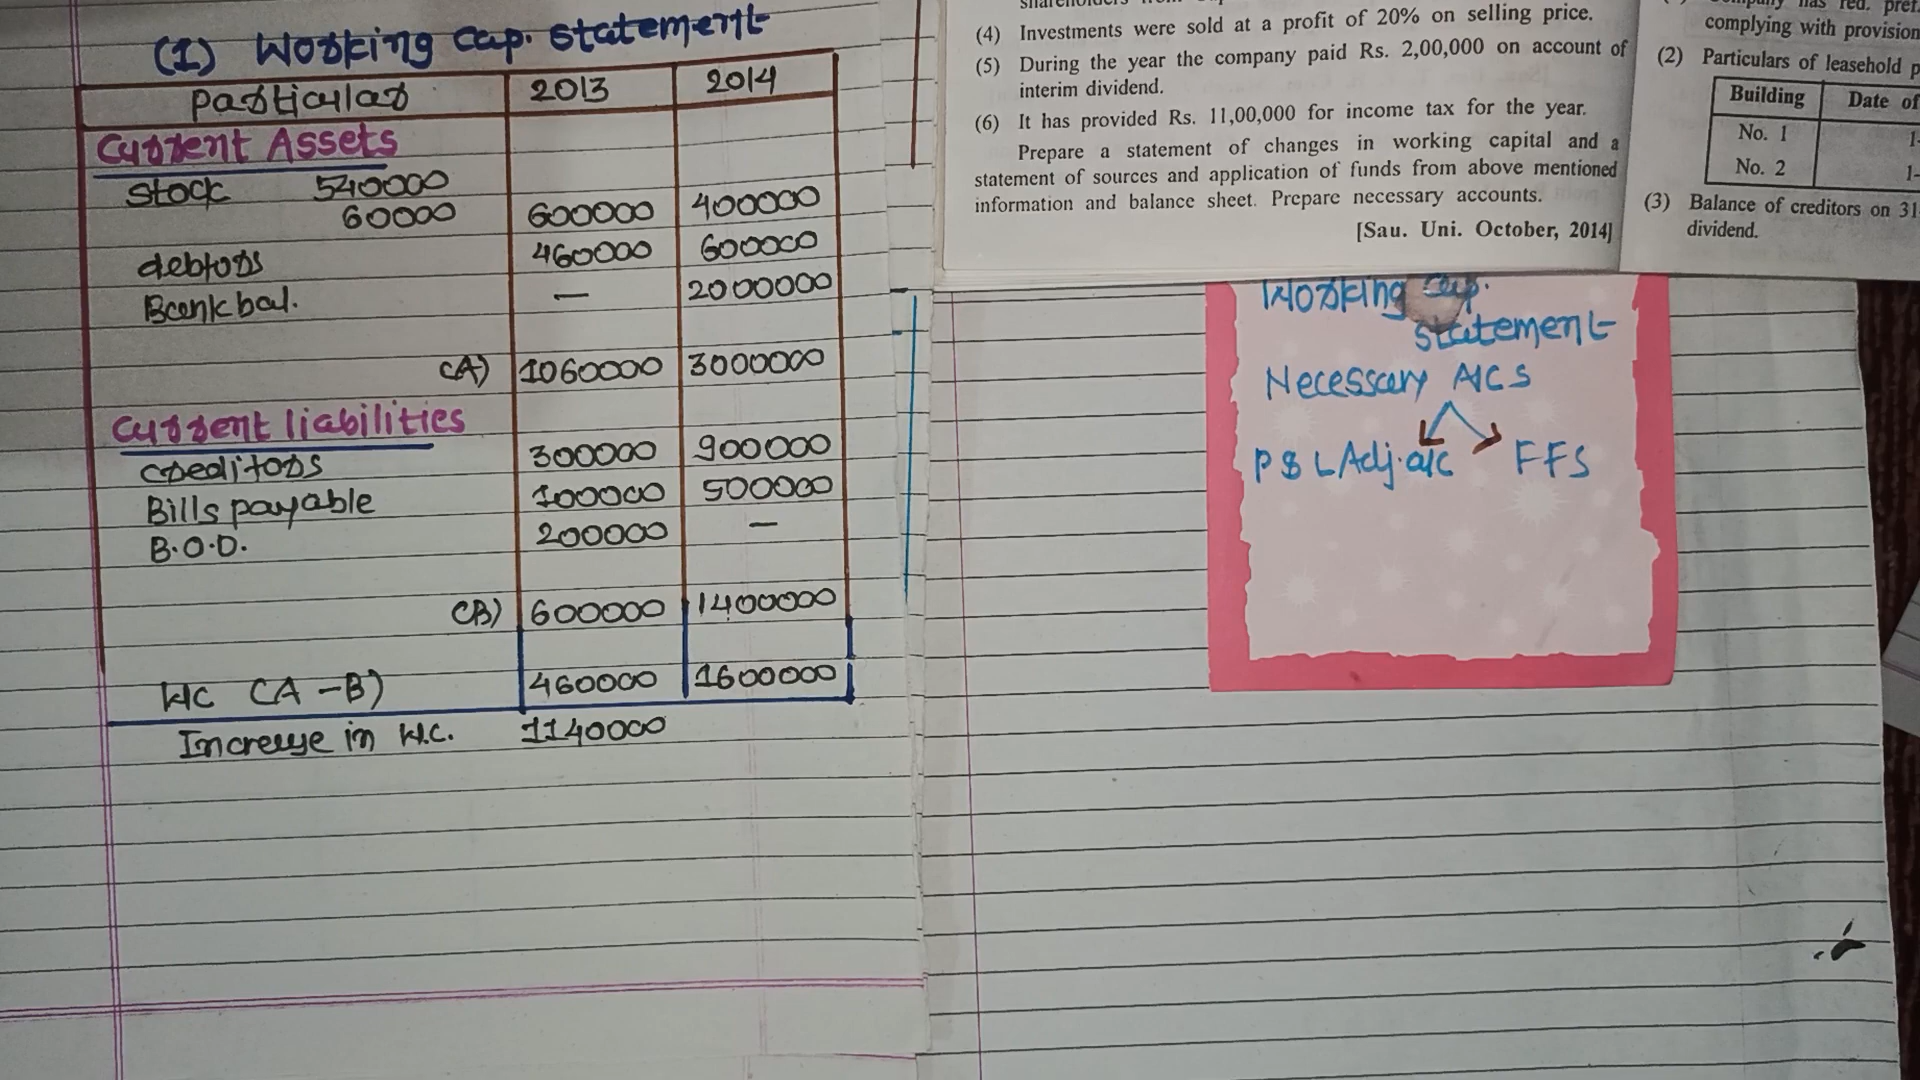 (I) Working cap. statement
Particular 2013 2014
Current Assets
Stock 540000
60000 600000 400000
debtors 460000 600000
Bank bal. — 2000000
(A) 1060000 3000000
Current liabilities
creditors 300000 900000
Bills payable 100000 500000
B.O.D. 200000 —
(B) 600000 1400000
WC (A-B) 460000 1600000
Increase in W.C. 1140000
(4) Investments were sold at a profit of 20% on selling price.
(5) During the year the company paid Rs. 2,00,000 on account of
interim dividend.
(6) It has provided Rs. 11,00,000 for income tax for the year.
Prepare a statement of changes in working capital and a
statement of sources and application of funds from above mentioned
information and balance sheet. Prepare necessary accounts.
[Sau. Uni. October, 2014]
complying with provision
(2) Particulars of leasehold p
Building Date of
No. 1 1-
No. 2 1-
(3) Balance of creditors on 31
dividend.
Working cap.
statement
Necessary A/C s
P & L Adj. a/c FFS